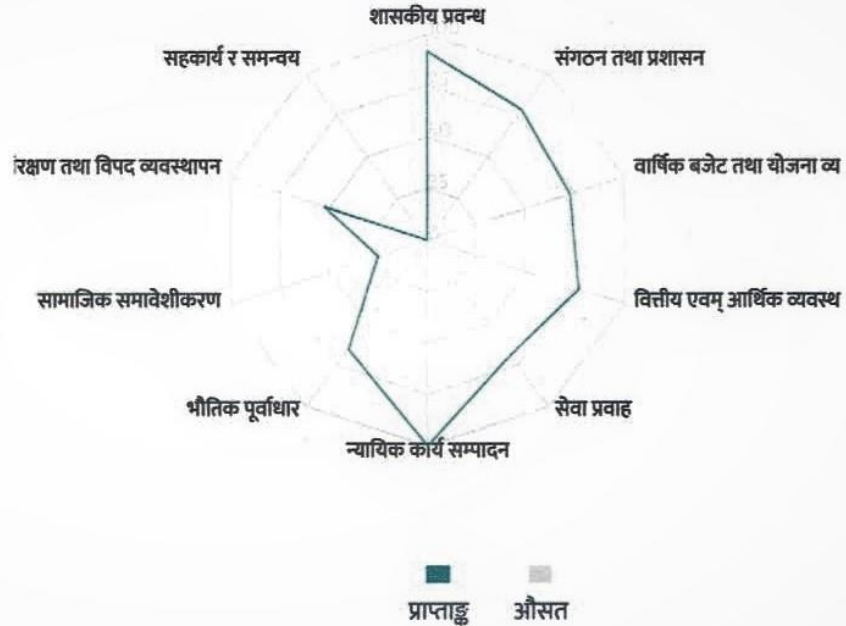 शासकीय प्रवन्ध
सहकार्य र समन्वय
संगठन तथा प्रशासन
ंरक्षण तथा विपद व्यवस्थापन
वार्षिक बजेट तथा योजना व्य
सामाजिक समावेशीकरण
वित्तीय एवम् आर्थिक व्यवस्थ
भौतिक पूर्वाधार
सेवा प्रवाह
न्यायिक कार्य सम्पादन
प्राप्ताङ्क
औसत